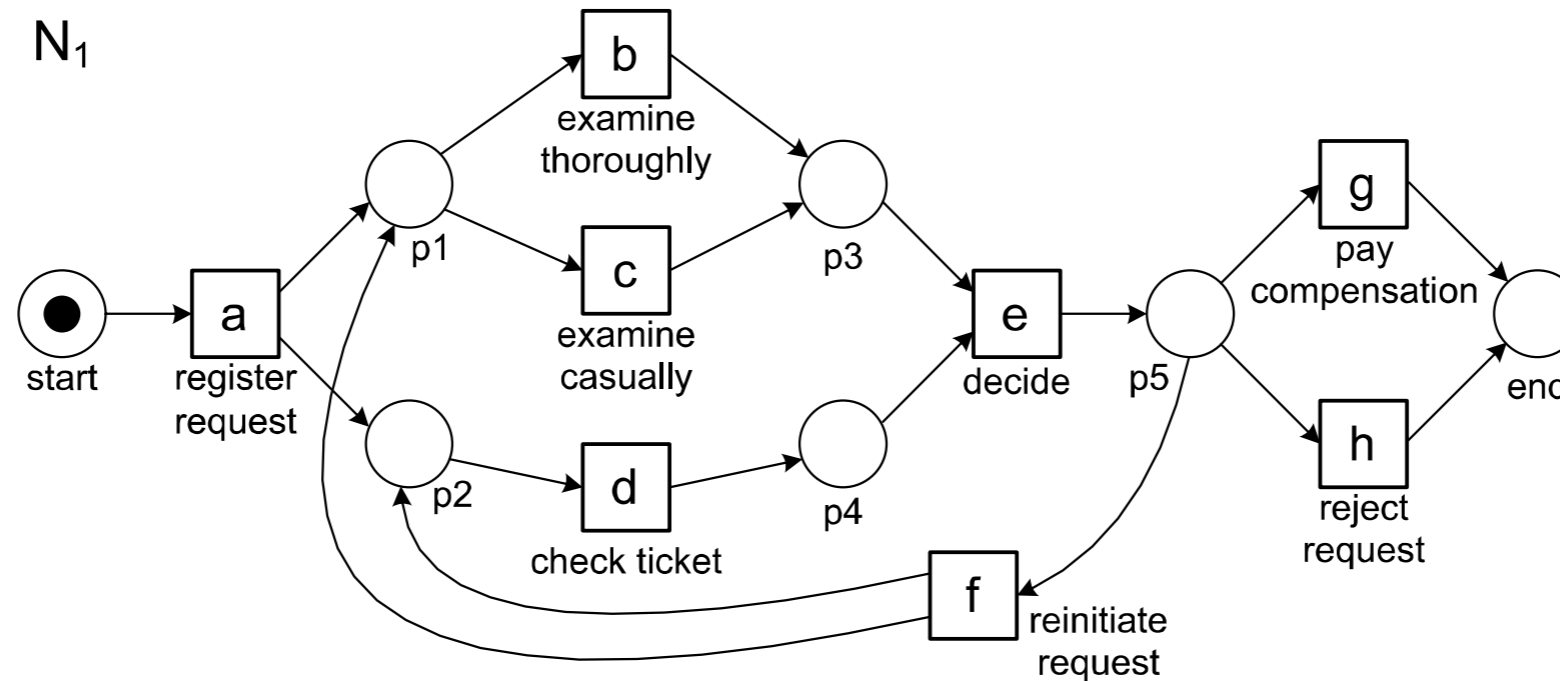 N₁
b
examine
thoroughly
p1
c
examine
casually
p3
g
pay
compensation
start
a
register
request
e
decide
p5
p2
d
check ticket
p4
h
reject
request
f
reinitiate
request